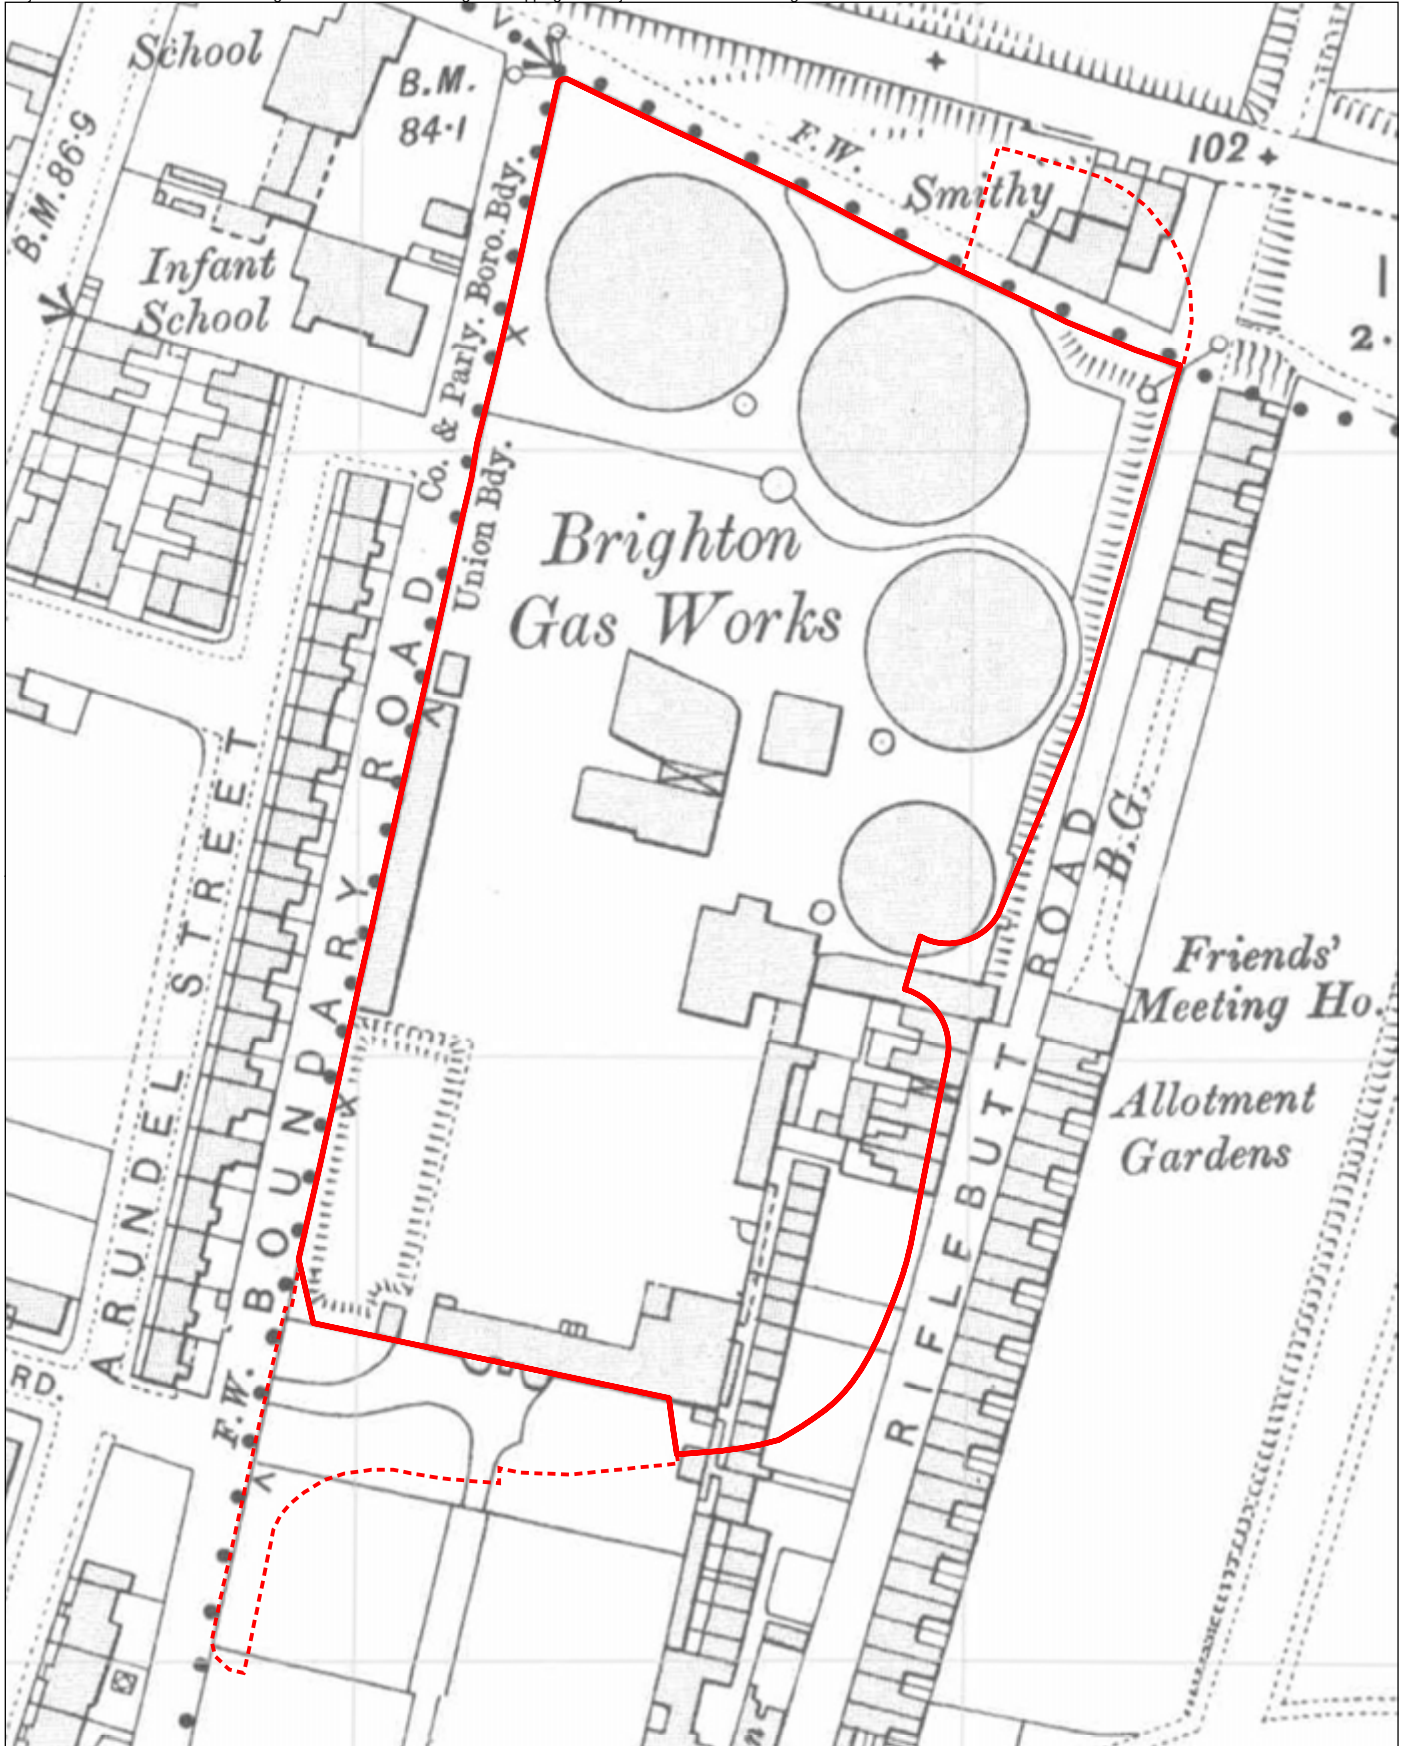 School
B.M.
84·1
B.M.86·9
F.W.
102
Smithy
Infant
School
Co. & Parly. Boro. Bdy.
Union Bdy.
2·
Brighton
Gas Works
BOUNDARY ROAD
ARUNDEL STREET
B.G.
RIFLEBUTT ROAD
Friends'
Meeting Ho.
Allotment
Gardens
RD.
F.W.